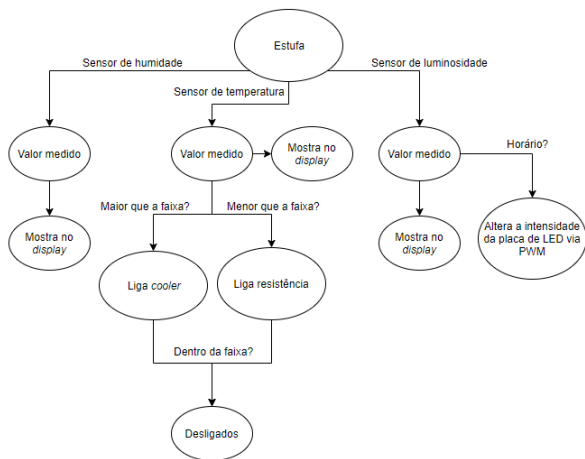 Estufa
Sensor de humidade
Sensor de luminosidade
Sensor de temperatura
Valor medido
Valor medido
Mostra no
display
Valor medido
Horário?
Maior que a faixa?
Menor que a faixa?
Mostra no
display
Mostra no
display
Altera a intensidade
da placa de LED via
PWM
Liga cooler
Liga resistência
Dentro da faixa?
Desligados